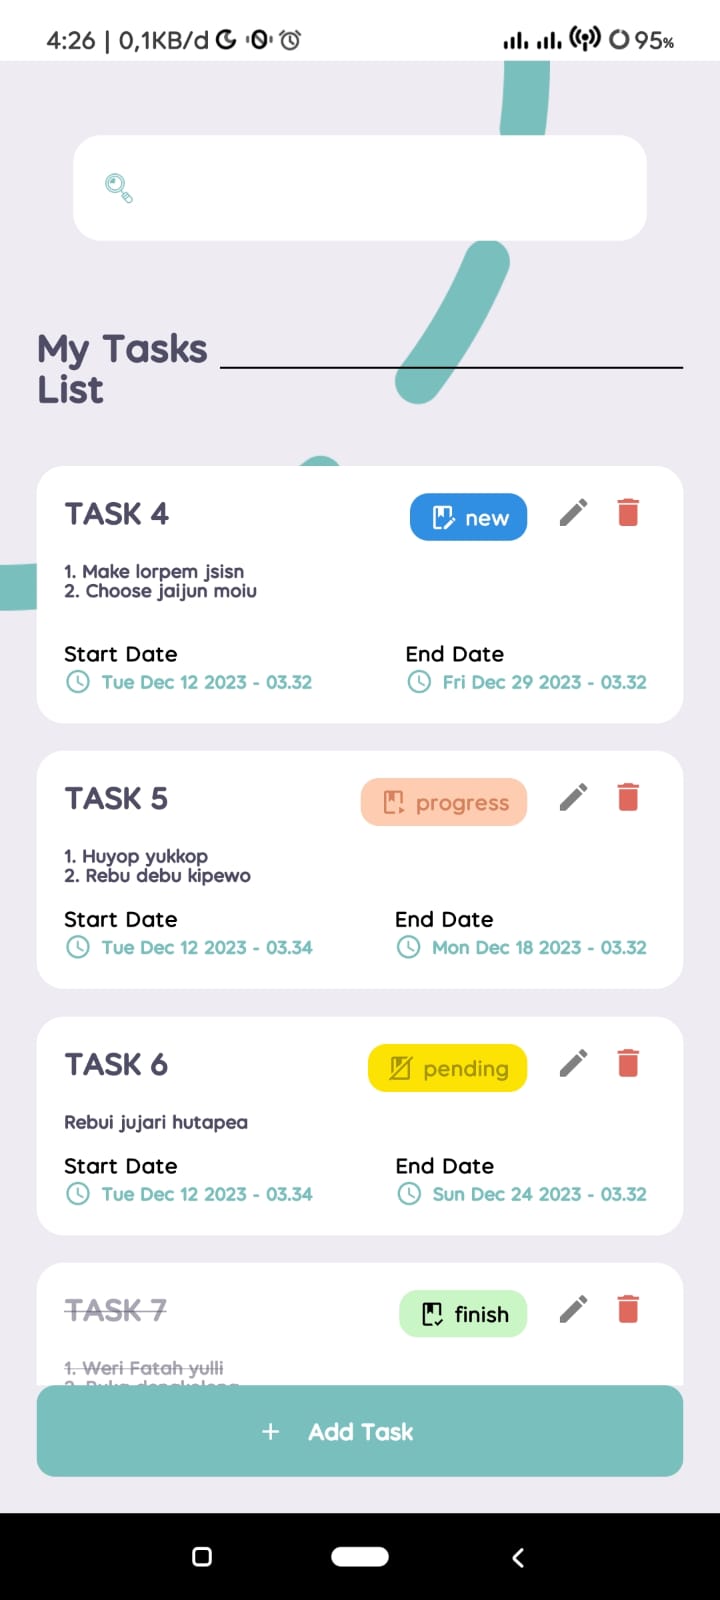 4:26 | 0,1KB/d 95%
My Tasks
List
TASK 4 new
1. Make lorpem jsisn
2. Choose jaijun moiu
Start Date End Date
Tue Dec 12 2023 - 03.32 Fri Dec 29 2023 - 03.32
TASK 5 progress
1. Huyop yukkop
2. Rebu debu kipewo
Start Date End Date
Tue Dec 12 2023 - 03.34 Mon Dec 18 2023 - 03.32
TASK 6 pending
Rebui jujari hutapea
Start Date End Date
Tue Dec 12 2023 - 03.34 Sun Dec 24 2023 - 03.32
TASK 7 finish
1. Weri Fatah yulli
+ Add Task